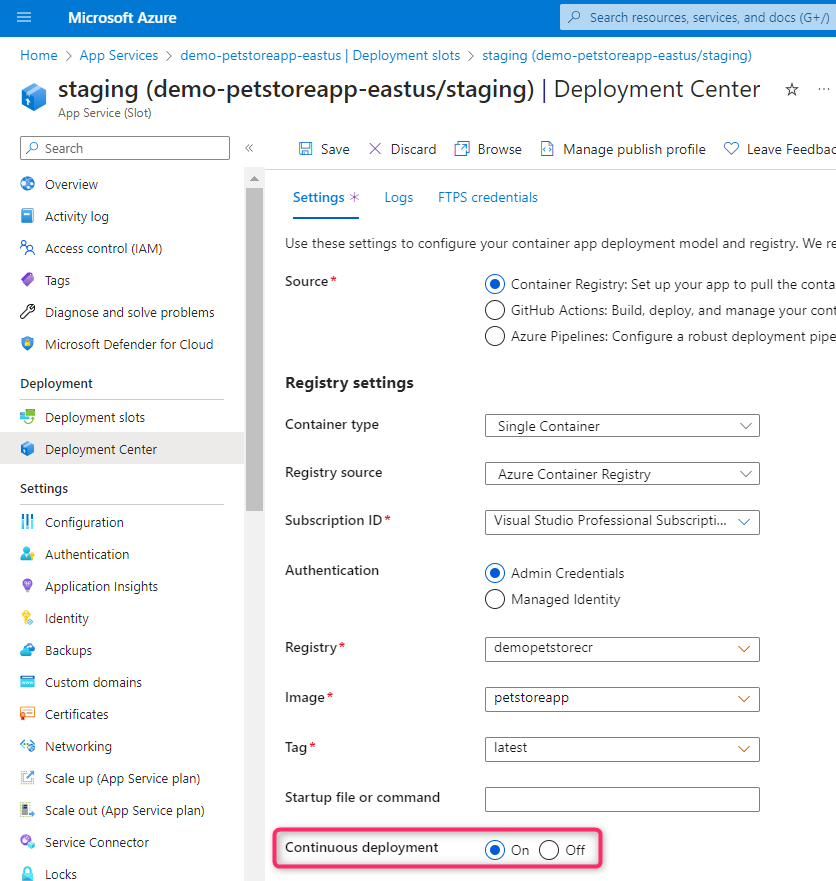 Microsoft Azure
Search resources, services, and docs (G+/)
Home > App Services > demo-petstoreapp-eastus | Deployment slots > staging (demo-petstoreapp-eastus/staging)
staging (demo-petstoreapp-eastus/staging) | Deployment Center
App Service (Slot)
Search
Overview
Activity log
Access control (IAM)
Tags
Diagnose and solve problems
Microsoft Defender for Cloud
Deployment
Deployment slots
Deployment Center
Settings
Configuration
Authentication
Application Insights
Identity
Backups
Custom domains
Certificates
Networking
Scale up (App Service plan)
Scale out (App Service plan)
Service Connector
Locks
Save Discard Browse Manage publish profile Leave Feedbac
Settings * Logs FTPS credentials
Use these settings to configure your container app deployment model and registry. We re
Source*
Container Registry: Set up your app to pull the conta
GitHub Actions: Build, deploy, and manage your cont
Azure Pipelines: Configure a robust deployment pipe
Registry settings
Container type Single Container
Registry source Azure Container Registry
Subscription ID* Visual Studio Professional Subscripti...
Authentication Admin Credentials
Managed Identity
Registry* demopetstorecr
Image* petstoreapp
Tag* latest
Startup file or command
Continuous deployment On Off